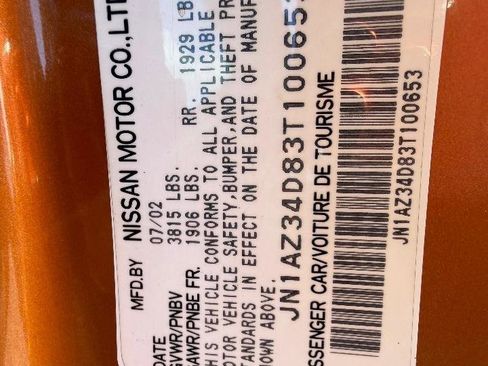 MFD.BY NISSAN MOTOR CO.,LTD
DATE 07/02
GVWR/PNBV 3815 LBS.
GAWR/PNBE FR. 1906 LBS. RR. 1929 LB
THIS VEHICLE CONFORMS TO ALL APPLICABLE
MOTOR VEHICLE SAFETY,BUMPER,AND THEFT PR
STANDARDS IN EFFECT ON THE DATE OF MANUF
SHOWN ABOVE.
JN1AZ34D83T100653
PASSENGER CAR/VOITURE DE TOURISME
JN1AZ34D83T100653